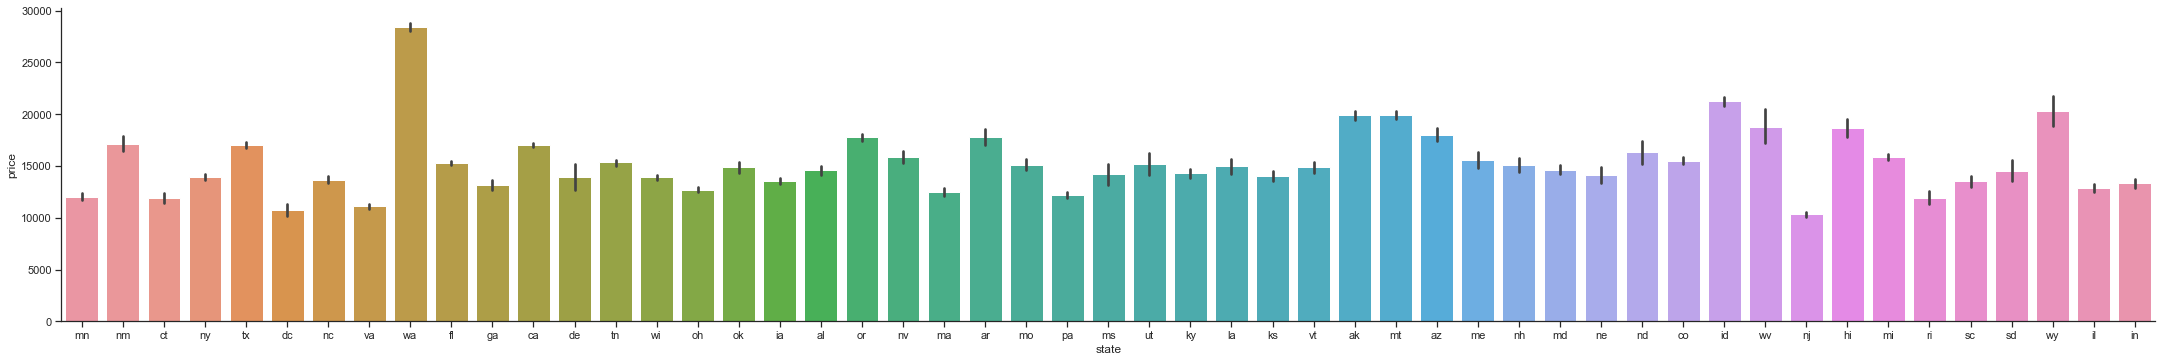 30000
25000
20000
15000
10000
5000
0
price
mn nm ct ny tx dc nc va wa fl ga ca de tn wi oh ok ia al or nv ma ar mo pa ms ut ky la ks vt ak mt az me nh md ne nd co id wv nj hi mi ri sc sd wy il in
state